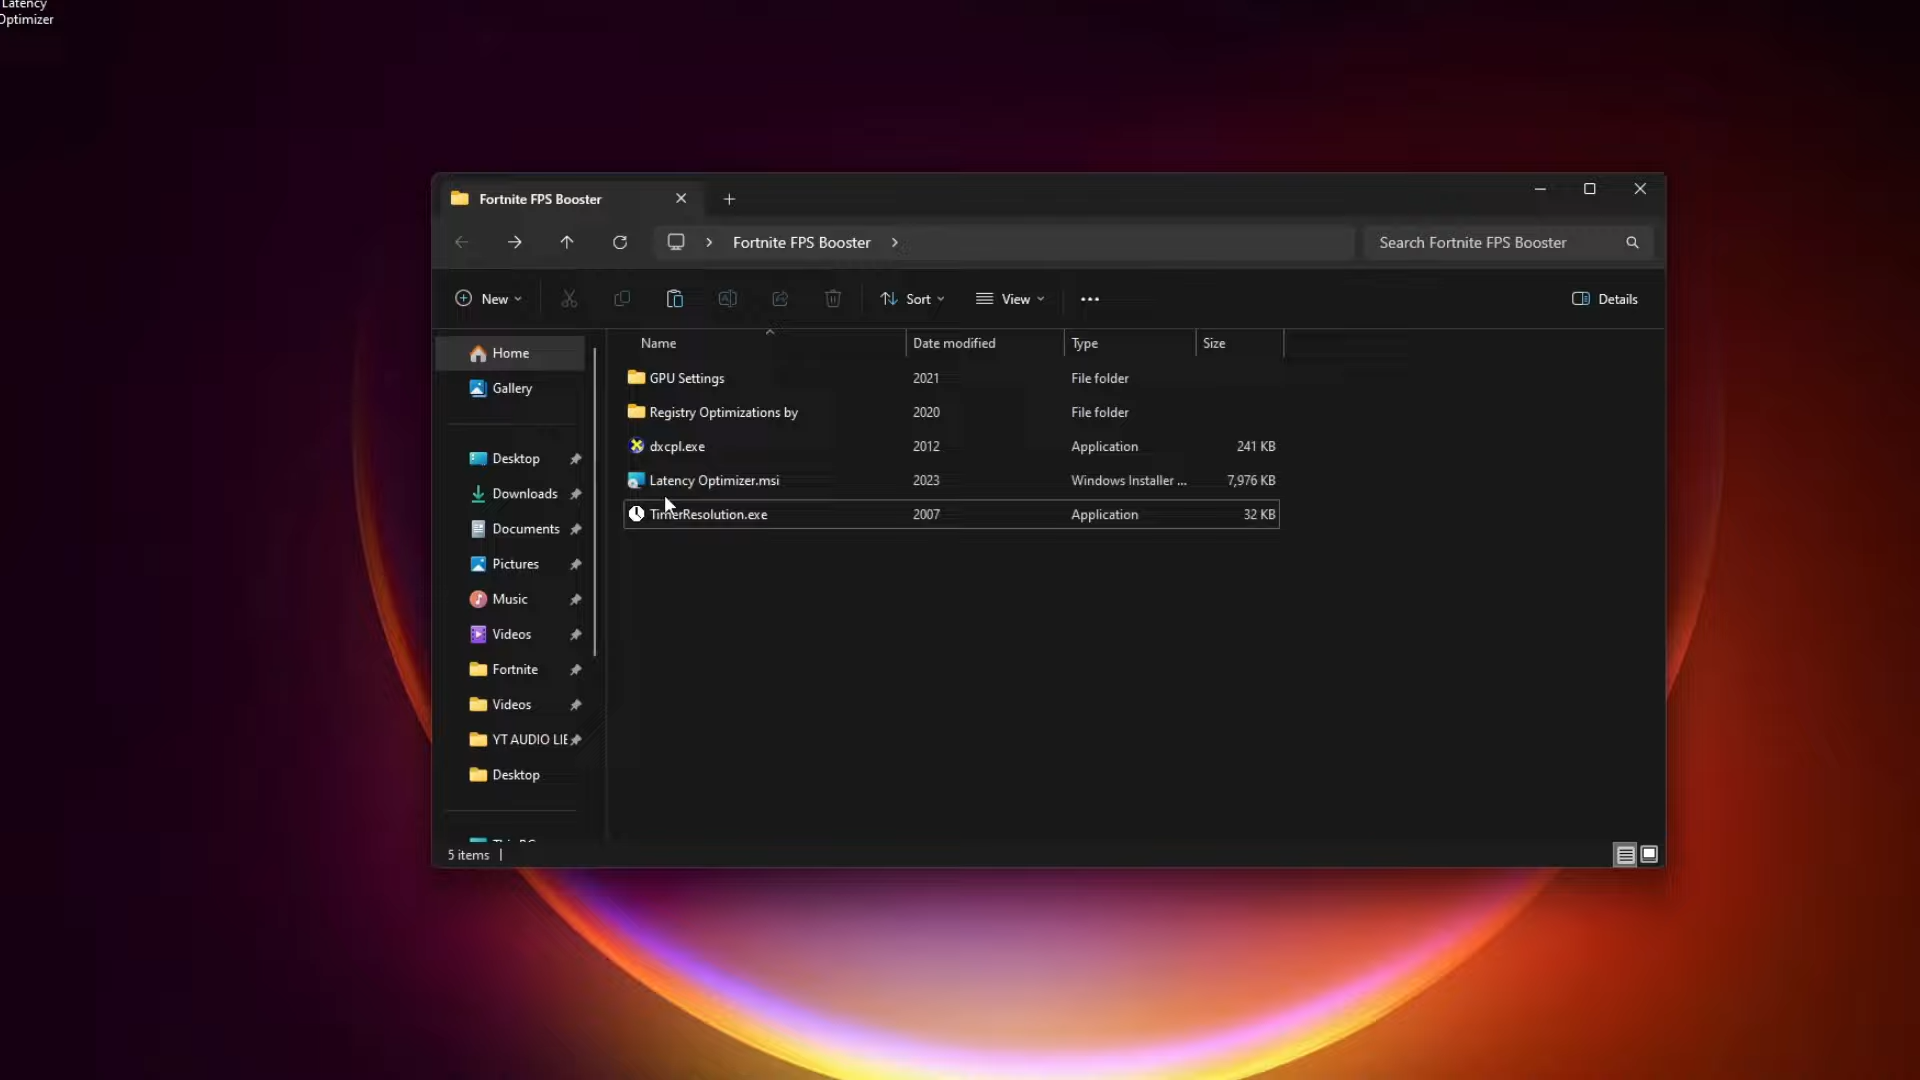 Latency
Optimizer
Fortnite FPS Booster
Fortnite FPS Booster
Search Fortnite FPS Booster
New
Sort
View
Details
Name Date modified Type Size
Home
Gallery
Desktop
Downloads
Documents
Pictures
Music
Videos
Fortnite
Videos
YT AUDIO LIE
Desktop
This PC
GPU Settings 2021 File folder
Registry Optimizations by 2020 File folder
dxcpl.exe 2012 Application 241 KB
Latency Optimizer.msi 2023 Windows Installer ... 7,976 KB
TimerResolution.exe 2007 Application 32 KB
5 items